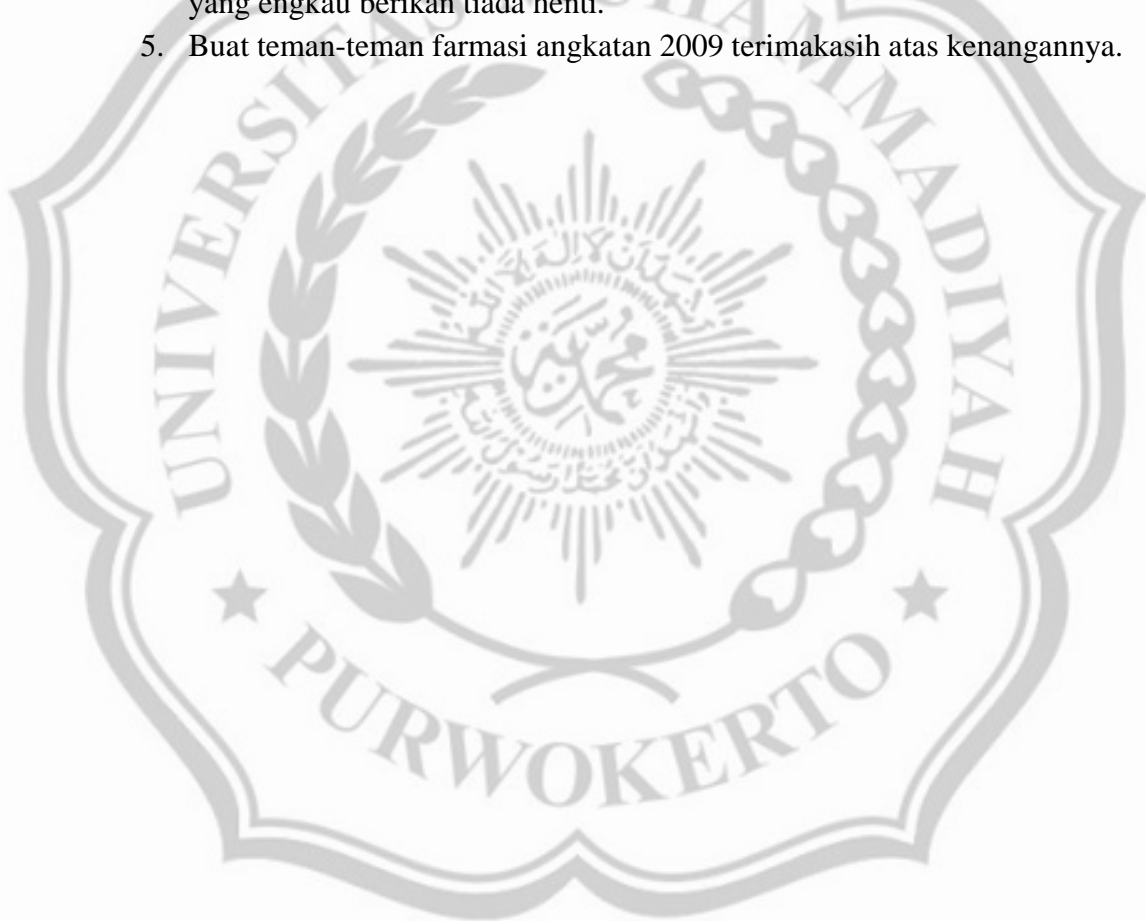 yang engkau berikan tiada henti.
5. Buat teman-teman farmasi angkatan 2009 terimakasih atas kenangannya.
UNIVERSITAS MUHAMMADIYAH
PURWOKERTO